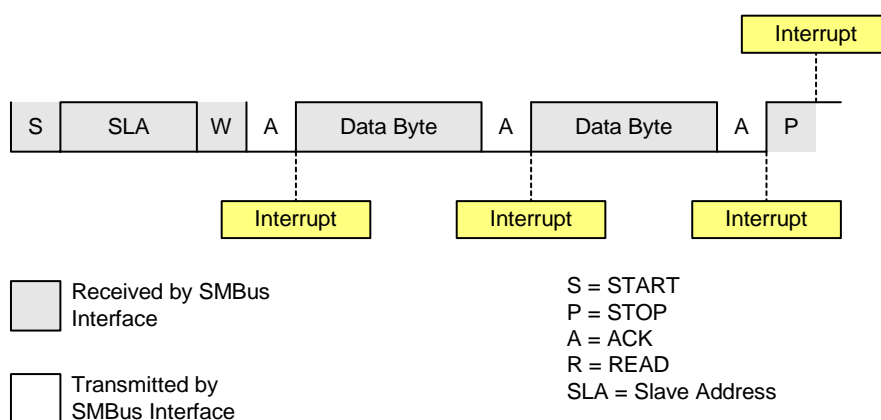 Interrupt
S SLA W A Data Byte A Data Byte A P
Interrupt Interrupt Interrupt
Received by SMBus
Interface
Transmitted by
SMBus Interface
S = START
P = STOP
A = ACK
R = READ
SLA = Slave Address